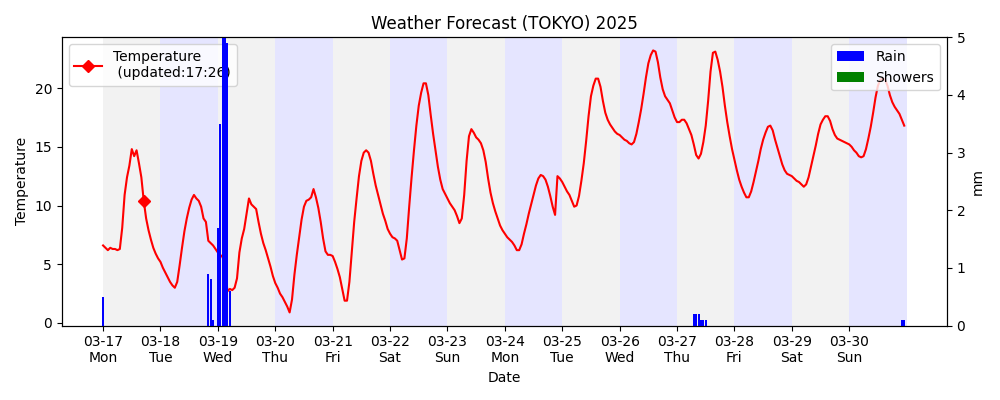 Weather Forecast (TOKYO) 2025
Temperature
(updated:17:26)
Rain
Showers
Temperature
20
15
10
5
0
5
4
3
2
1
0
mm
03-17 03-18 03-19 03-20 03-21 03-22 03-23 03-24 03-25 03-26 03-27 03-28 03-29 03-30
Mon Tue Wed Thu Fri Sat Sun Mon Tue Wed Thu Fri Sat Sun
Date